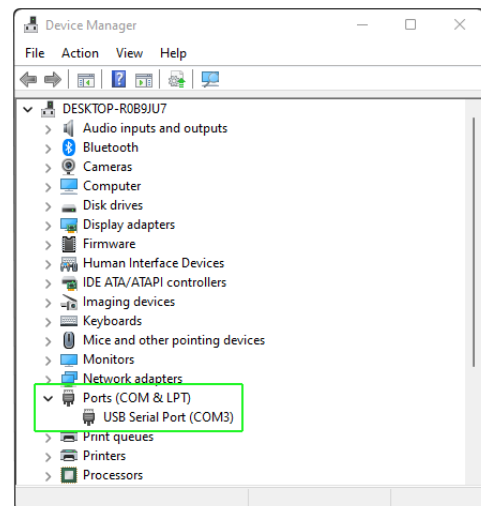 Device Manager
File Action View Help
DESKTOP-R0B9JU7
Audio inputs and outputs
Bluetooth
Cameras
Computer
Disk drives
Display adapters
Firmware
Human Interface Devices
IDE ATA/ATAPI controllers
Imaging devices
Keyboards
Mice and other pointing devices
Monitors
Network adapters
Ports (COM & LPT)
USB Serial Port (COM3)
Print queues
Printers
Processors